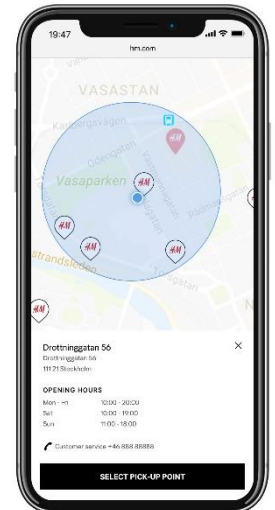 19:47
hm.com
VASASTAN
Karlbergsvägen
Odengatan
H&M
Vasaparken
H&M
H&M
H&M
H&M
H&M
Drottninggatan 56
Drottninggatan 56
111 21 Stockholm
OPENING HOURS
Mon - Fri 10:00 - 20:00
Sat 10:00 - 19:00
Sun 11:00 - 18:00
Customer service +46 888 88888
SELECT PICK-UP POINT